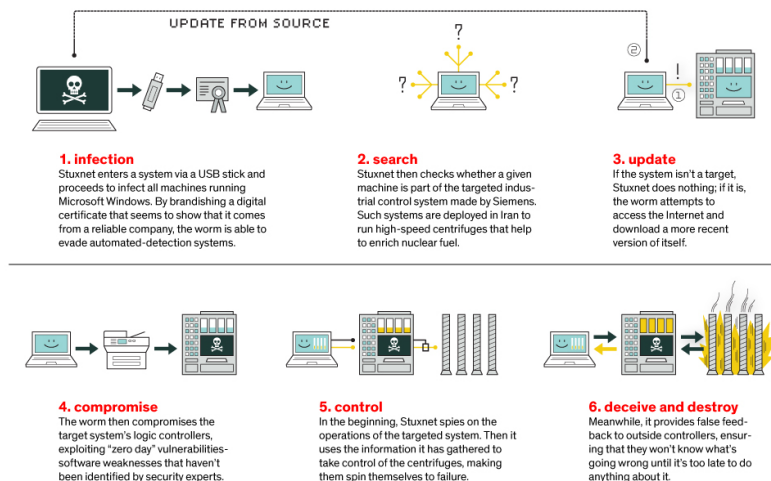 UPDATE FROM SOURCE
?
?
?
②
!
①
1. infection
Stuxnet enters a system via a USB stick and
proceeds to infect all machines running
Microsoft Windows. By brandishing a digital
certificate that seems to show that it comes
from a reliable company, the worm is able to
evade automated-detection systems.
2. search
Stuxnet then checks whether a given
machine is part of the targeted indus-
trial control system made by Siemens.
Such systems are deployed in Iran to
run high-speed centrifuges that help
to enrich nuclear fuel.
3. update
If the system isn't a target,
Stuxnet does nothing; if it is,
the worm attempts to
access the Internet and
download a more recent
version of itself.
4. compromise
The worm then compromises the
target system's logic controllers,
exploiting "zero day" vulnerabilities-
software weaknesses that haven't
been identified by security experts.
5. control
In the beginning, Stuxnet spies on the
operations of the targeted system. Then it
uses the information it has gathered to
take control of the centrifuges, making
them spin themselves to failure.
6. deceive and destroy
Meanwhile, it provides false feed-
back to outside controllers, ensur-
ing that they won't know what's
going wrong until it's too late to do
anything about it.